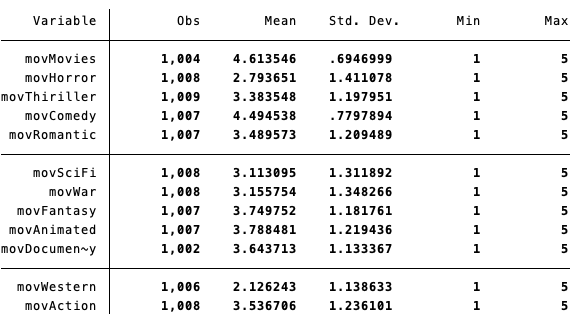 Variable Obs Mean Std. Dev. Min Max
movMovies 1,004 4.613546 .6946999 1 5
movHorror 1,008 2.793651 1.411078 1 5
movThiriller 1,009 3.383548 1.197951 1 5
movComedy 1,007 4.494538 .7797894 1 5
movRomantic 1,007 3.489573 1.209489 1 5
movSciFi 1,008 3.113095 1.311892 1 5
movWar 1,008 3.155754 1.348266 1 5
movFantasy 1,007 3.749752 1.181761 1 5
movAnimated 1,007 3.788481 1.219436 1 5
movDocumen~y 1,002 3.643713 1.133367 1 5
movWestern 1,006 2.126243 1.138633 1 5
movAction 1,008 3.536706 1.236101 1 5